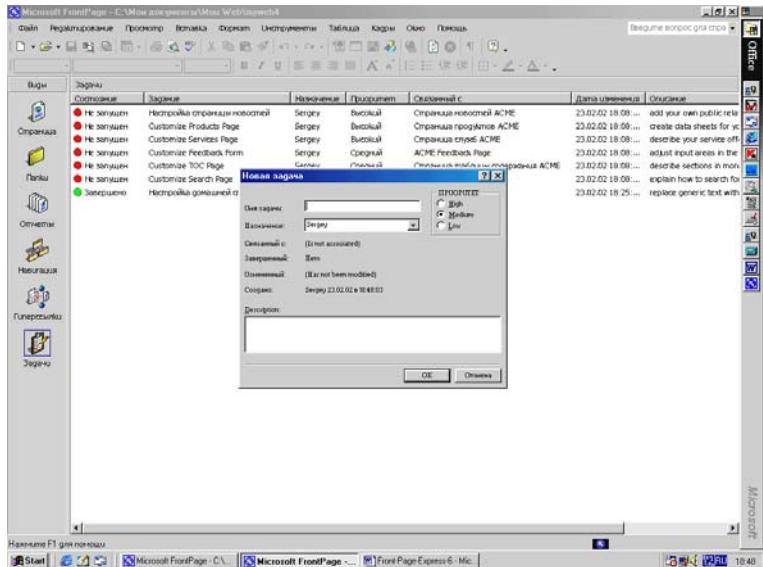 Microsoft FrontPage - C:\Мои документы\Мои Web\myweb4
Файл Редактирование Просмотр Вставка Формат Инструменты Таблица Кадры Окно Помощь
Введите вопрос для спра
Виды
Задачи
Состояние Задание Назначение Приоритет Связанный с Дата изменения Описание
Не запущен Настройка страницы новостей Sergey Высокий Страница новостей ACME 23.02.02 18:08:... add your own public rela
Не запущен Customize Products Page Sergey Высокий Страница продуктов ACME 23.02.02 18:08:... create data sheets for yc
Не запущен Customize Services Page Sergey Высокий Страница служб ACME 23.02.02 18:08:... describe your service off
Не запущен Customize Feedback Form Sergey Средний ACME Feedback Page 23.02.02 18:08:... adjust input areas in the
Не запущен Customize TOC Page Sergey ACME 23.02.02 18:08:... describe sections in more
Не запущен Customize Search Page 23.02.02 18:08:... explain how to search for
Завершено Настройка домашней ст 23.02.02 18:25:... replace generic text with
Страница
Папки
Отчеты
Навигация
Гиперссылки
Задачи
Новая задача
Имя задачи:
Назначение: Sergey
Связанный с: (Is not associated)
Завершенный: Нет
Измененный: (Has not been modified)
Создано: Sergey 23.02.02 в 18:48:03
ПРИОРИТЕТ
High
Medium
Low
Description:
OK Отмена
Office
Microsoft
Нажмите F1 для помощи
Start Microsoft FrontPage - C:\... Microsoft FrontPage -... Front-Page-Express-6 - Mic... RU 18:48